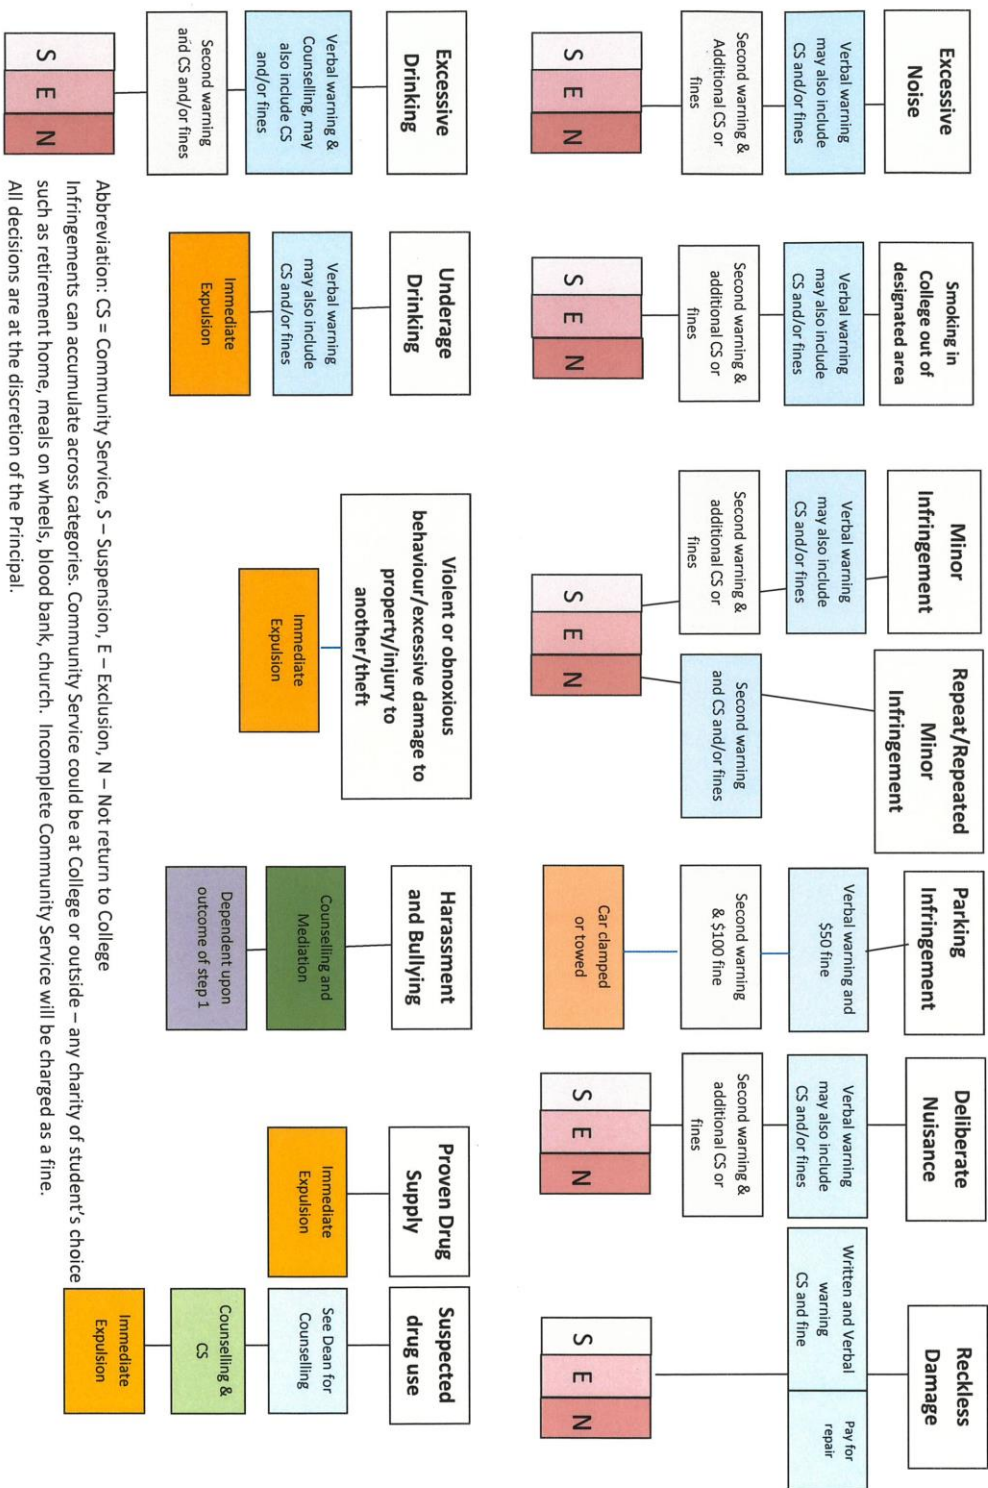 Excessive
Noise
Verbal warning
may also include
CS and/or fines
Second warning &
Additional CS or
fines
S E N
Smoking in
College out of
designated area
Verbal warning
may also include
CS and/or fines
Second warning &
additional CS or
fines
S E N
Minor
Infringement
Verbal warning
may also include
CS and/or fines
Second warning &
additional CS or
fines
Repeat/Repeated
Minor
Infringement
Second warning
and CS and/or fines
S E N
Parking
Infringement
Verbal warning and
$50 fine
Second warning
& $100 fine
Car clamped
or towed
Deliberate
Nuisance
Verbal warning
may also include
CS and/or fines
Second warning &
additional CS or
fines
S E N
Reckless
Damage
Written and Verbal
warning
CS and fine
Pay for
repair
S E N
Excessive
Drinking
Verbal warning &
Counselling, may
also include CS
and/or fines
Second warning
and CS and/or fines
S E N
Underage
Drinking
Verbal warning
may also include
CS and/or fines
Immediate
Expulsion
Violent or obnoxious
behaviour/excessive damage to
property/injury to
another/theft
Immediate
Expulsion
Harassment
and Bullying
Counselling and
Mediation
Dependent upon
outcome of step 1
Proven Drug
Supply
Immediate
Expulsion
Suspected
drug use
See Dean for
Counselling
Counselling &
CS
Immediate
Expulsion
Abbreviation: CS = Community Service, S – Suspension, E – Exclusion, N – Not return to College
Infringements can accumulate across categories. Community Service could be at College or outside – any charity of student's choice
such as retirement home, meals on wheels, blood bank, church. Incomplete Community Service will be charged as a fine.
All decisions are at the discretion of the Principal.